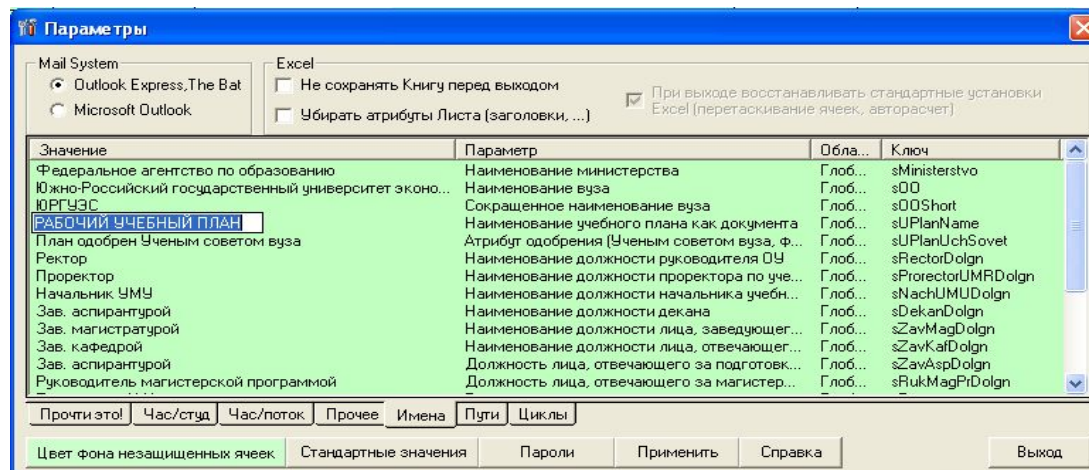 Параметры
Mail System
Outlook Express,The Bat
Microsoft Outlook
Excel
Не сохранять Книгу перед выходом
Убирать атрибуты Листа (заголовки, ...)
При выходе восстанавливать стандартные установки
Excel (перетаскивание ячеек, авторасчет)
Значение Параметр Обла... Ключ
Федеральное агентство по образованию Наименование министерства Глоб... sMinisterstvo
Южно-Российский государственный университет эконо... Наименование вуза Глоб... sOO
ЮРГУЭС Сокращенное наименование вуза Глоб... sOOShort
РАБОЧИЙ УЧЕБНЫЙ ПЛАН Наименование учебного плана как документа Глоб... sUPlanName
План одобрен Ученым советом вуза Атрибут одобрения (Ученым советом вуза, ф... Глоб... sUPlanUchSovet
Ректор Наименование должности руководителя ОУ Глоб... sRectorDolgn
Проректор Наименование должности проректора по уче... Глоб... sProrectorUMRDolgn
Начальник УМУ Наименование должности начальника учебн... Глоб... sNachUMUDolgn
Зав. аспирантурой Наименование должности декана Глоб... sDekanDolgn
Зав. магистратурой Наименование должности лица, заведующег... Глоб... sZavMagDolgn
Зав. кафедрой Наименование должности лица, отвечающег... Глоб... sZavKafDolgn
Зав. аспирантурой Должность лица, отвечающего за подготовк... Глоб... sZavAspDolgn
Руководитель магистерской программой Должность лица, отвечающего за магистер... Глоб... sRukMagPrDolgn
Прочти это! Час/студ Час/поток Прочее Имена Пути Циклы
Цвет фона незащищенных ячеек Стандартные значения Пароли Применить Справка Выход